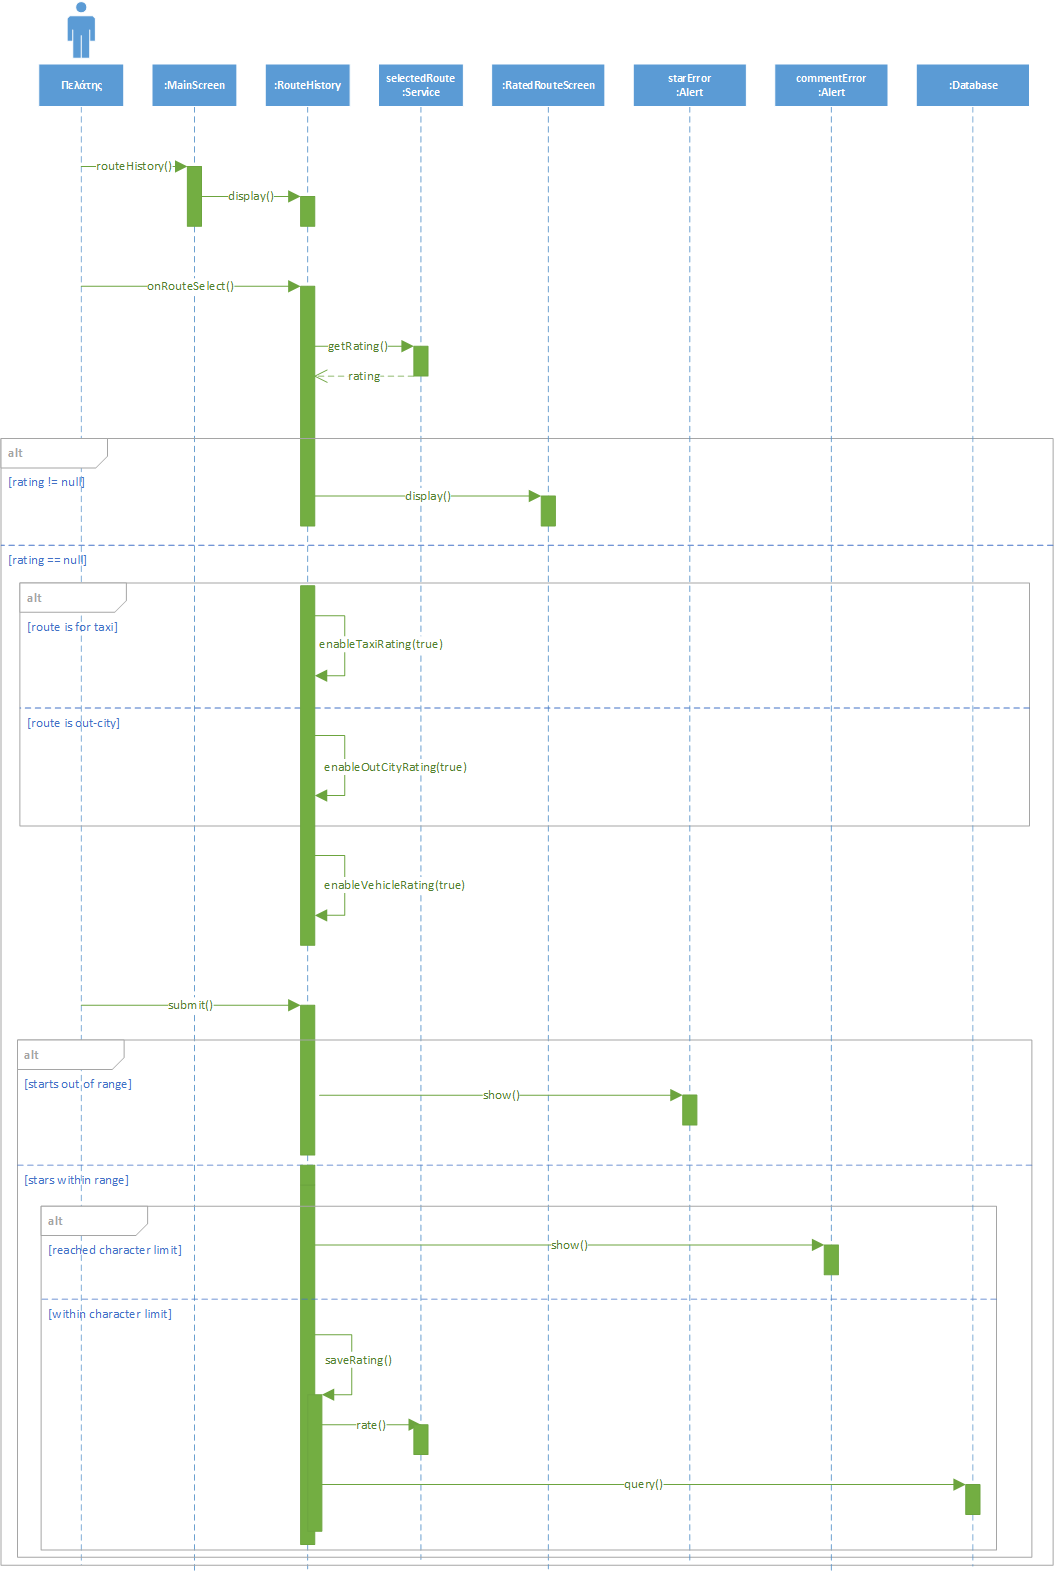 Πελάτης
:MainScreen
:RouteHistory
selectedRoute
:Service
:RatedRouteScreen
starError
:Alert
commentError
:Alert
:Database
routeHistory()
display()
onRouteSelect()
getRating()
rating
alt
[rating != null]
display()
[rating == null]
alt
[route is for taxi]
enableTaxiRating(true)
[route is out-city]
enableOutCityRating(true)
enableVehicleRating(true)
submit()
alt
[starts out of range]
show()
[stars within range]
alt
[reached character limit]
show()
[within character limit]
saveRating()
rate()
query()